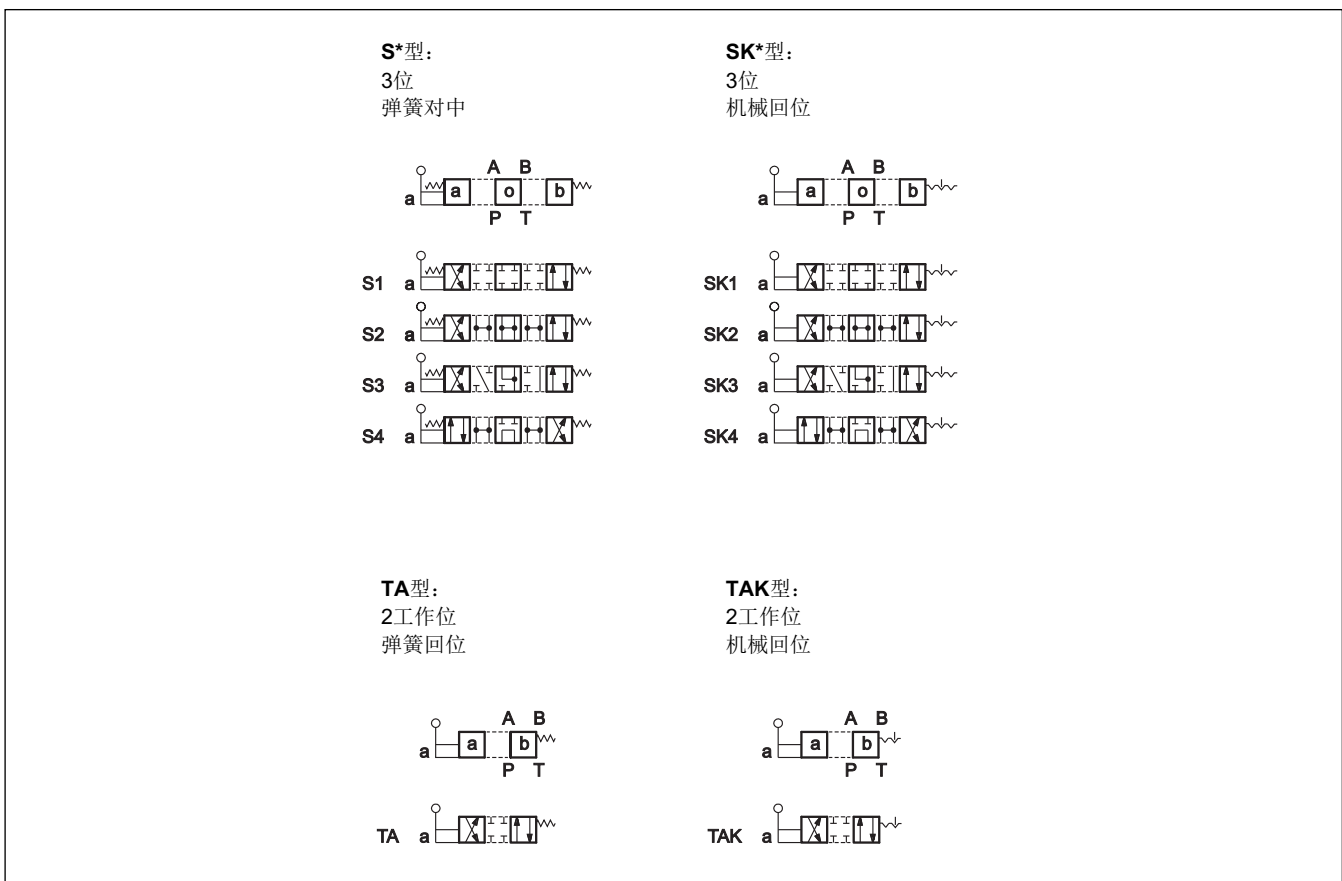 S*型：
3位
弹簧对中
A B
a a o b
P T
S1 a
S2 a
S3 a
S4 a
SK*型：
3位
机械回位
A B
a a o b
P T
SK1 a
SK2 a
SK3 a
SK4 a
TA型：
2工作位
弹簧回位
A B
a a b
P T
TA a
TAK型：
2工作位
机械回位
A B
a a b
P T
TAK a